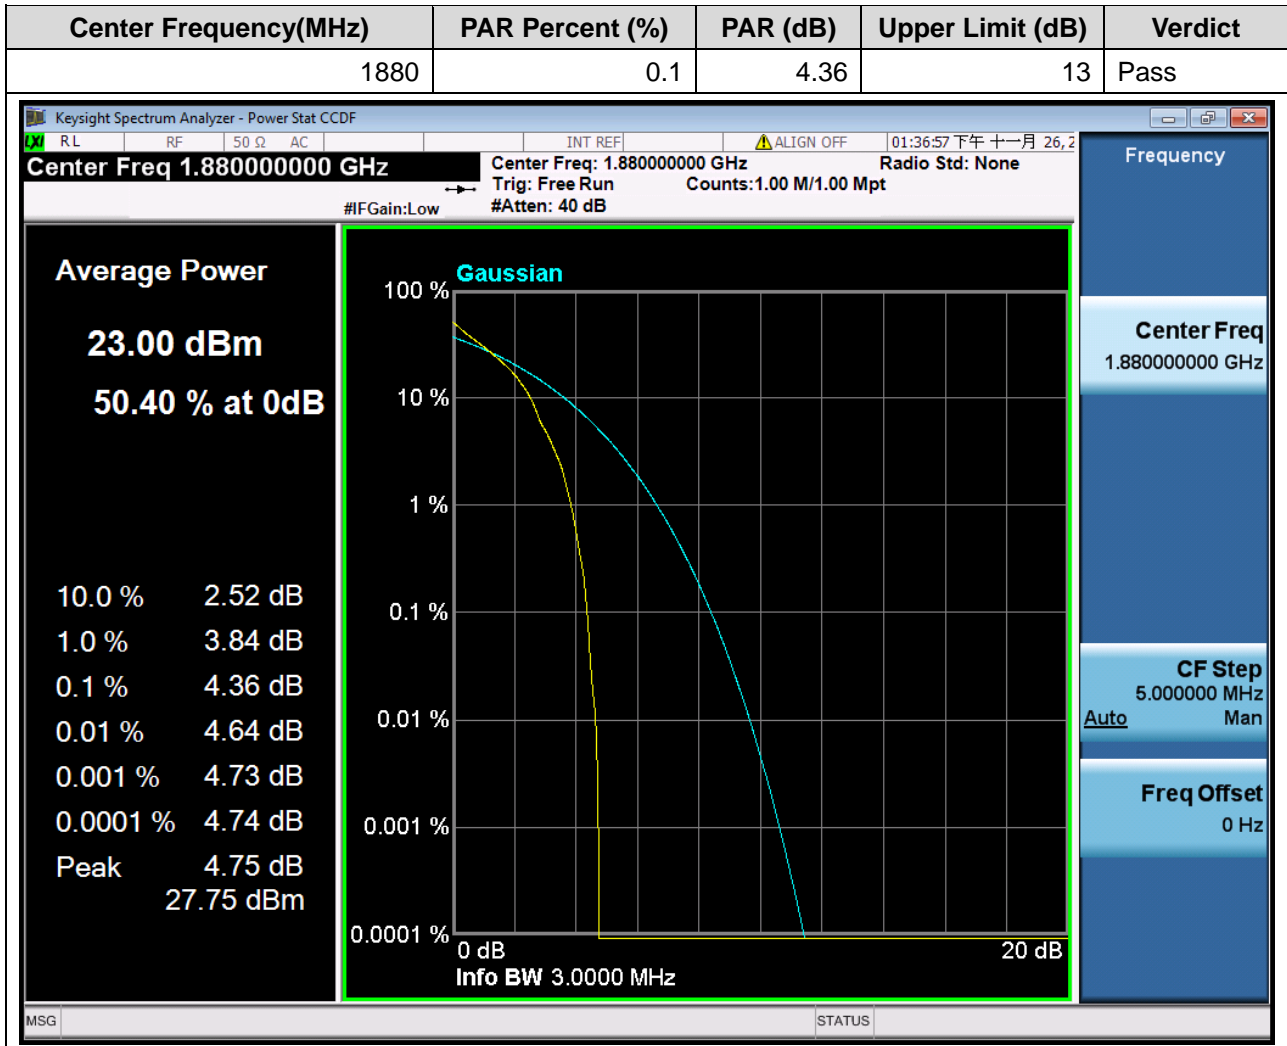 Center Frequency(MHz) PAR Percent (%) PAR (dB) Upper Limit (dB) Verdict
1880 0.1 4.36 13 Pass
Keysight Spectrum Analyzer - Power Stat CCDF
LXI RL RF 50 Ω AC INT REF ALIGN OFF 01:36:57 下午 十一月 26, 2
Center Freq 1.880000000 GHz
Center Freq: 1.880000000 GHz Radio Std: None
Trig: Free Run Counts:1.00 M/1.00 Mpt
#IFGain:Low #Atten: 40 dB
Frequency
Average Power
23.00 dBm
50.40 % at 0dB
10.0 % 2.52 dB
1.0 % 3.84 dB
0.1 % 4.36 dB
0.01 % 4.64 dB
0.001 % 4.73 dB
0.0001 % 4.74 dB
Peak 4.75 dB
27.75 dBm
Gaussian
100 %
10 %
1 %
0.1 %
0.01 %
0.001 %
0.0001 %
0 dB 20 dB
Info BW 3.0000 MHz
Center Freq
1.880000000 GHz
CF Step
5.000000 MHz
Auto Man
Freq Offset
0 Hz
MSG STATUS